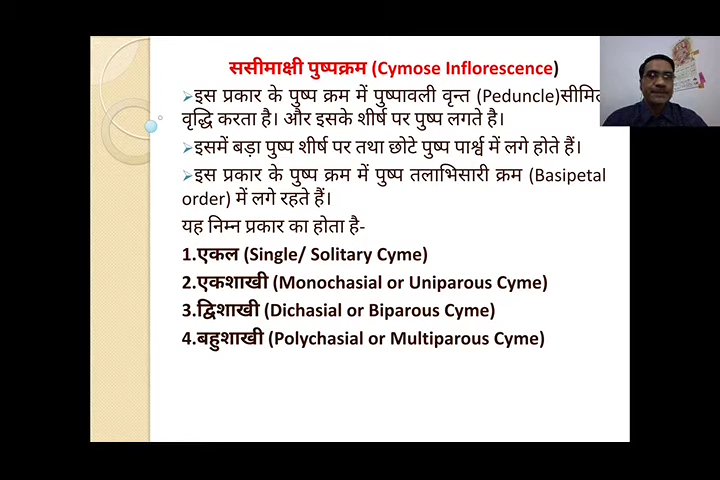 ससीमाक्षी पुष्पक्रम (Cymose Inflorescence)
➢इस प्रकार के पुष्प क्रम में पुष्पावली वृन्त (Peduncle)सीमित
वृद्धि करता है। और इसके शीर्ष पर पुष्प लगते है।
➢इसमें बड़ा पुष्प शीर्ष पर तथा छोटे पुष्प पार्श्व में लगे होते हैं।
➢इस प्रकार के पुष्प क्रम में पुष्प तलाभिसारी क्रम (Basipetal
order) में लगे रहते हैं।
यह निम्न प्रकार का होता है-
1.एकल (Single/ Solitary Cyme)
2.एकशाखी (Monochasial or Uniparous Cyme)
3.द्विशाखी (Dichasial or Biparous Cyme)
4.बहुशाखी (Polychasial or Multiparous Cyme)